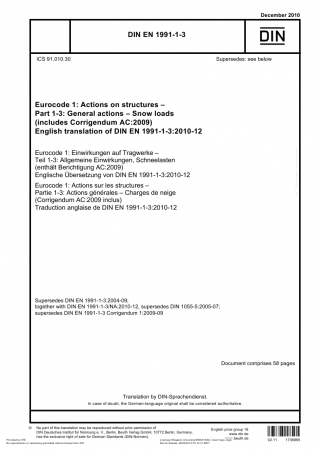 December 2010
DIN EN 1991-1-3
DIN
ICS 91.010.30
Supersedes: see below
Eurocode 1: Actions on structures –
Part 1-3: General actions – Snow loads
(includes Corrigendum AC:2009)
English translation of DIN EN 1991-1-3:2010-12
Eurocode 1: Einwirkungen auf Tragwerke –
Teil 1-3: Allgemeine Einwirkungen, Schneelasten
(enthält Berichtigung AC:2009)
Englische Übersetzung von DIN EN 1991-1-3:2010-12
Eurocode 1: Actions sur les structures –
Partie 1-3: Actions générales – Charges de neige
(Corrigendum AC:2009 inclus)
Traduction anglaise de DIN EN 1991-1-3:2010-12
Supersedes DIN EN 1991-1-3:2004-09;
together with DIN EN 1991-1-3/NA:2010-12, supersedes DIN 1055-5:2005-07;
supersedes DIN EN 1991-1-3 Corrigendum 1:2009-09
Document comprises 58 pages
Translation by DIN-Sprachendienst.
In case of doubt, the German-language original shall be considered authoritative.
© No part of this translation may be reproduced without prior permission of
DIN Deutsches Institut für Normung e. V., Berlin. Beuth Verlag GmbH, 10772 Berlin, Germany,
has the exclusive right of sale for German Standards (DIN-Normen).
English price group 18
www.din.de
www.beuth.de